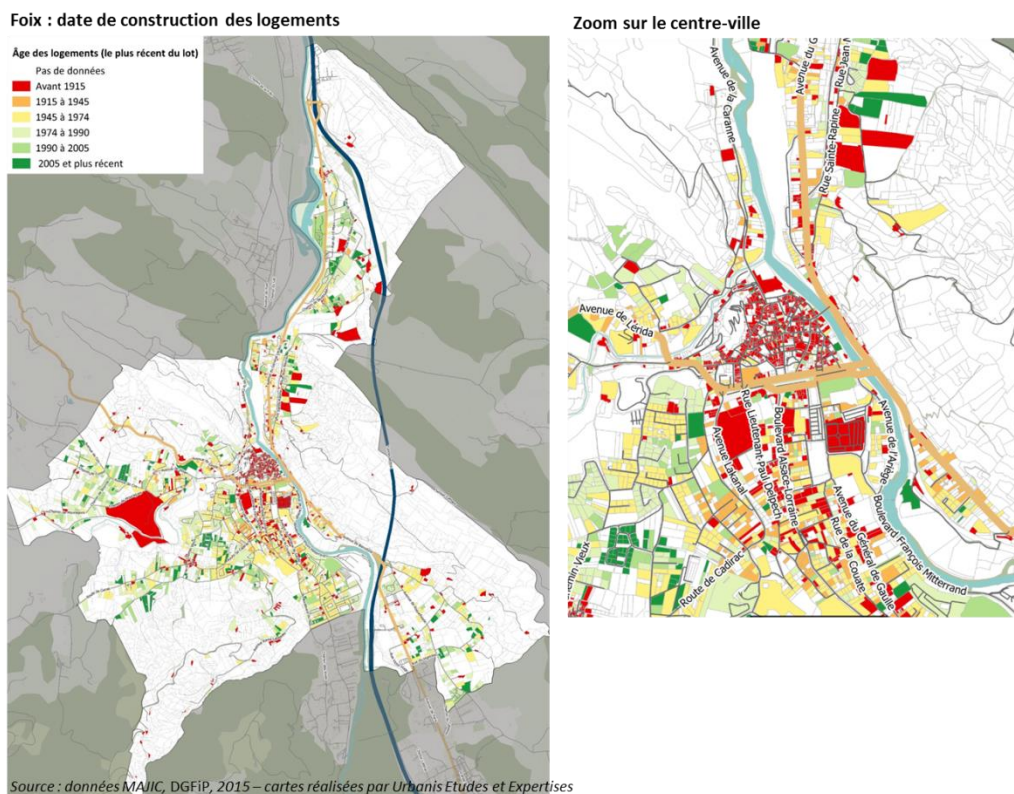 Foix : date de construction des logements
Zoom sur le centre-ville
Âge des logements (le plus récent du lot)
Pas de données
Avant 1915
1915 à 1945
1945 à 1974
1974 à 1990
1990 à 2005
2005 et plus récent
Avenue de la Caranne
Avenue du G
Rue Jean M
Rue Sainte-Rapine
Avenue de Lérida
Rue Lieutenant Paul Delpech
Boulevard Alsace-Lorraine
Avenue Lakanal
Avenue de l'Ariège
Boulevard François Mitterrand
Avenue du Général de Gaulle
Rue de la Couate
Route de Cadirac
hemin Vieux
Source : données MAJIC, DGFiP, 2015 – cartes réalisées par Urbanis Etudes et Expertises